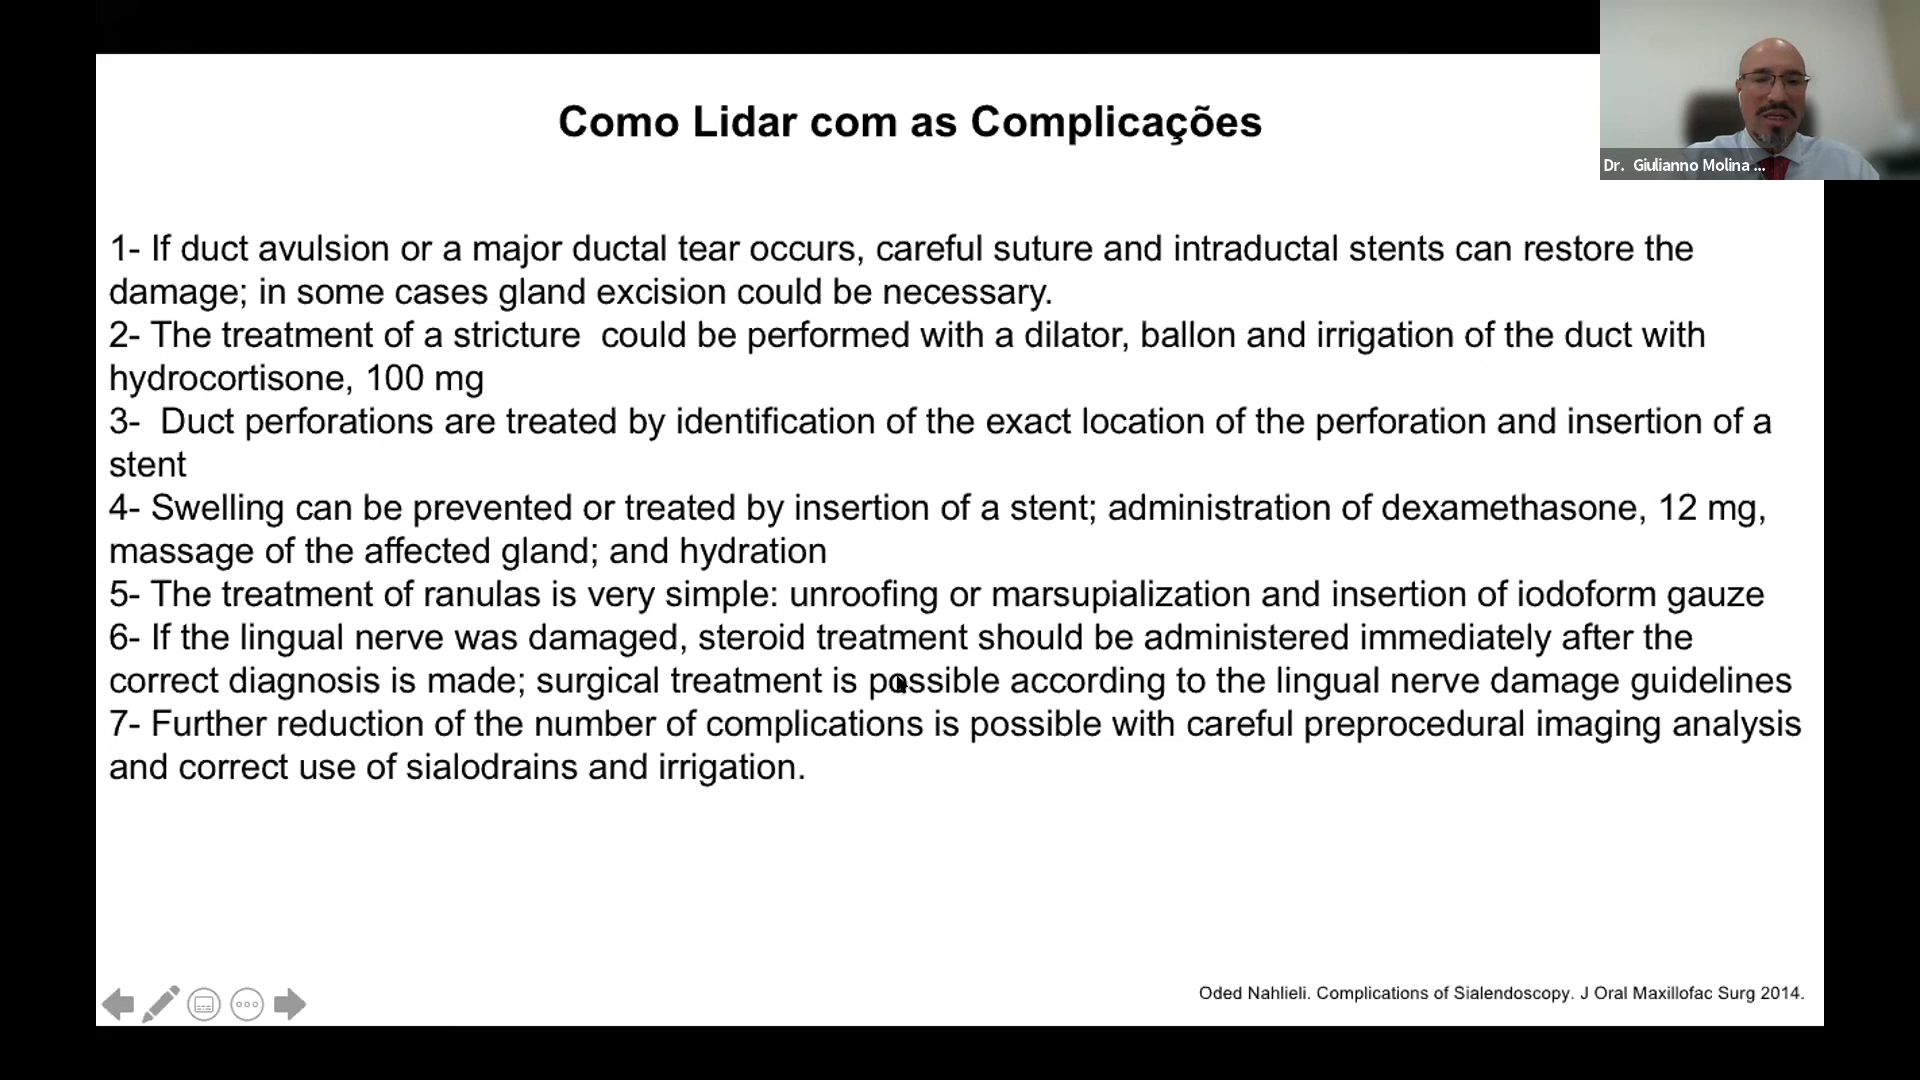 Como Lidar com as Complicações
Dr. Giulianno Molina ...
1- If duct avulsion or a major ductal tear occurs, careful suture and intraductal stents can restore the
damage; in some cases gland excision could be necessary.
2- The treatment of a stricture  could be performed with a dilator, ballon and irrigation of the duct with
hydrocortisone, 100 mg
3-  Duct perforations are treated by identification of the exact location of the perforation and insertion of a
stent
4- Swelling can be prevented or treated by insertion of a stent; administration of dexamethasone, 12 mg,
massage of the affected gland; and hydration
5- The treatment of ranulas is very simple: unroofing or marsupialization and insertion of iodoform gauze
6- If the lingual nerve was damaged, steroid treatment should be administered immediately after the
correct diagnosis is made; surgical treatment is possible according to the lingual nerve damage guidelines
7- Further reduction of the number of complications is possible with careful preprocedural imaging analysis
and correct use of sialodrains and irrigation.
Oded Nahlieli. Complications of Sialendoscopy. J Oral Maxillofac Surg 2014.